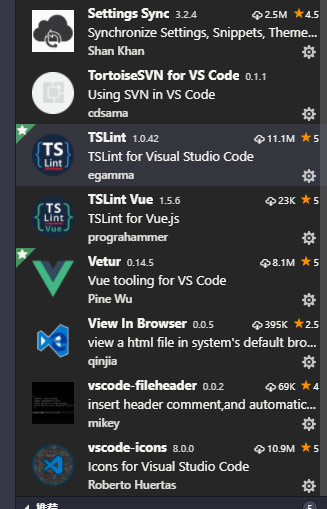 Settings Sync 3.2.4 2.5M 4.5
Synchronize Settings, Snippets, Theme...
Shan Khan
TortoiseSVN for VS Code 0.1.1
Using SVN in VS Code
cdsama
TS
Lint
TSLint 1.0.42 11.1M 5
TSLint for Visual Studio Code
egamma
TS
Lint
Vue
TSLint Vue 1.5.6 23K 5
TSLint for Vue.js
prograhammer
Vetur 0.14.5 8.1M 5
Vue tooling for VS Code
Pine Wu
View In Browser 0.0.5 395K 2.5
view a html file in system's default bro...
qinjia
vscode-fileheader 0.0.2 69K 4
insert header comment,and automatic...
mikey
vscode-icons 8.0.0 10.9M 5
Icons for Visual Studio Code
Roberto Huertas
推荐 5